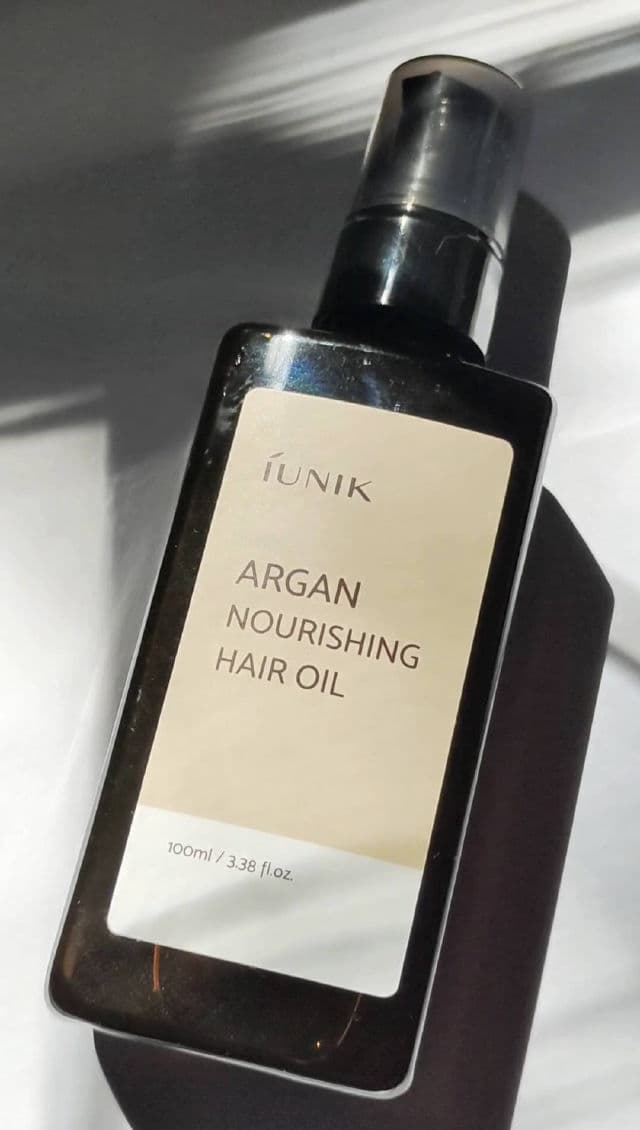 íUNIK
ARGAN
NOURISHING
HAIR OIL
100ml / 3.38 fl.oz.